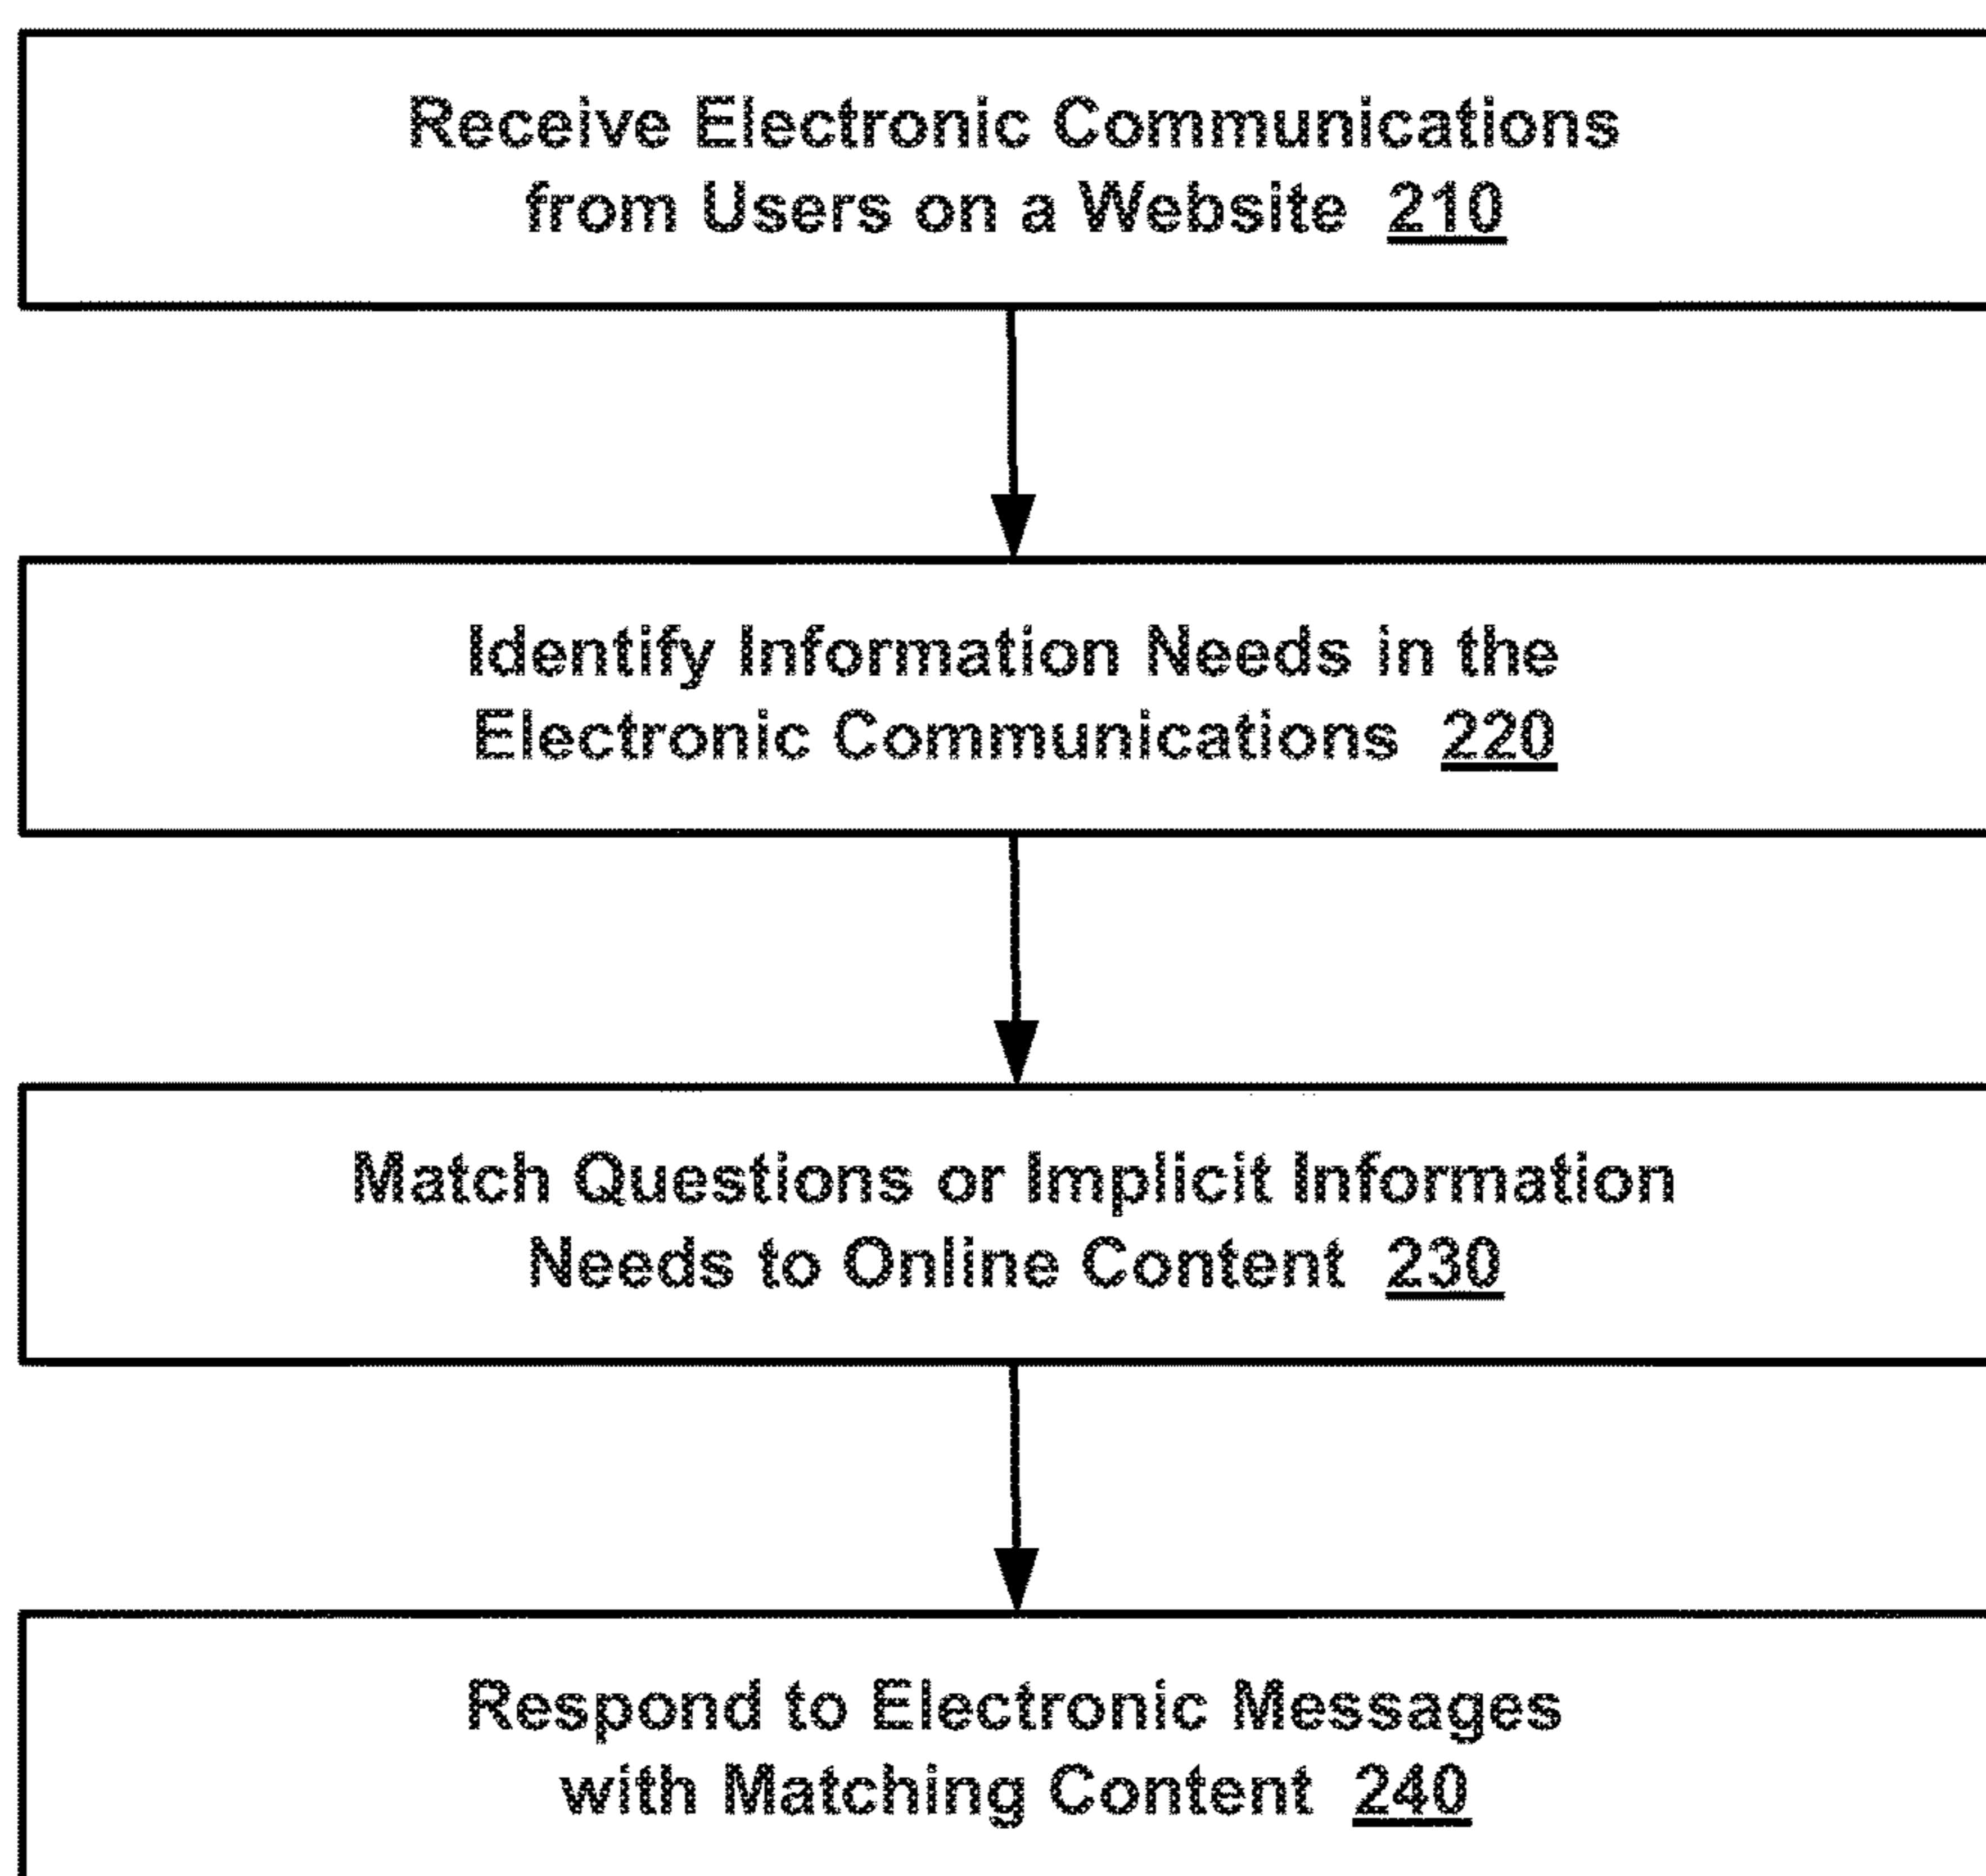 Receive Electronic Communications
from Users on a Website 210
Identify Information Needs in the
Electronic Communications 220
Match Questions or Implicit Information
Needs to Online Content 230
Respond to Electronic Messages
with Matching Content 240